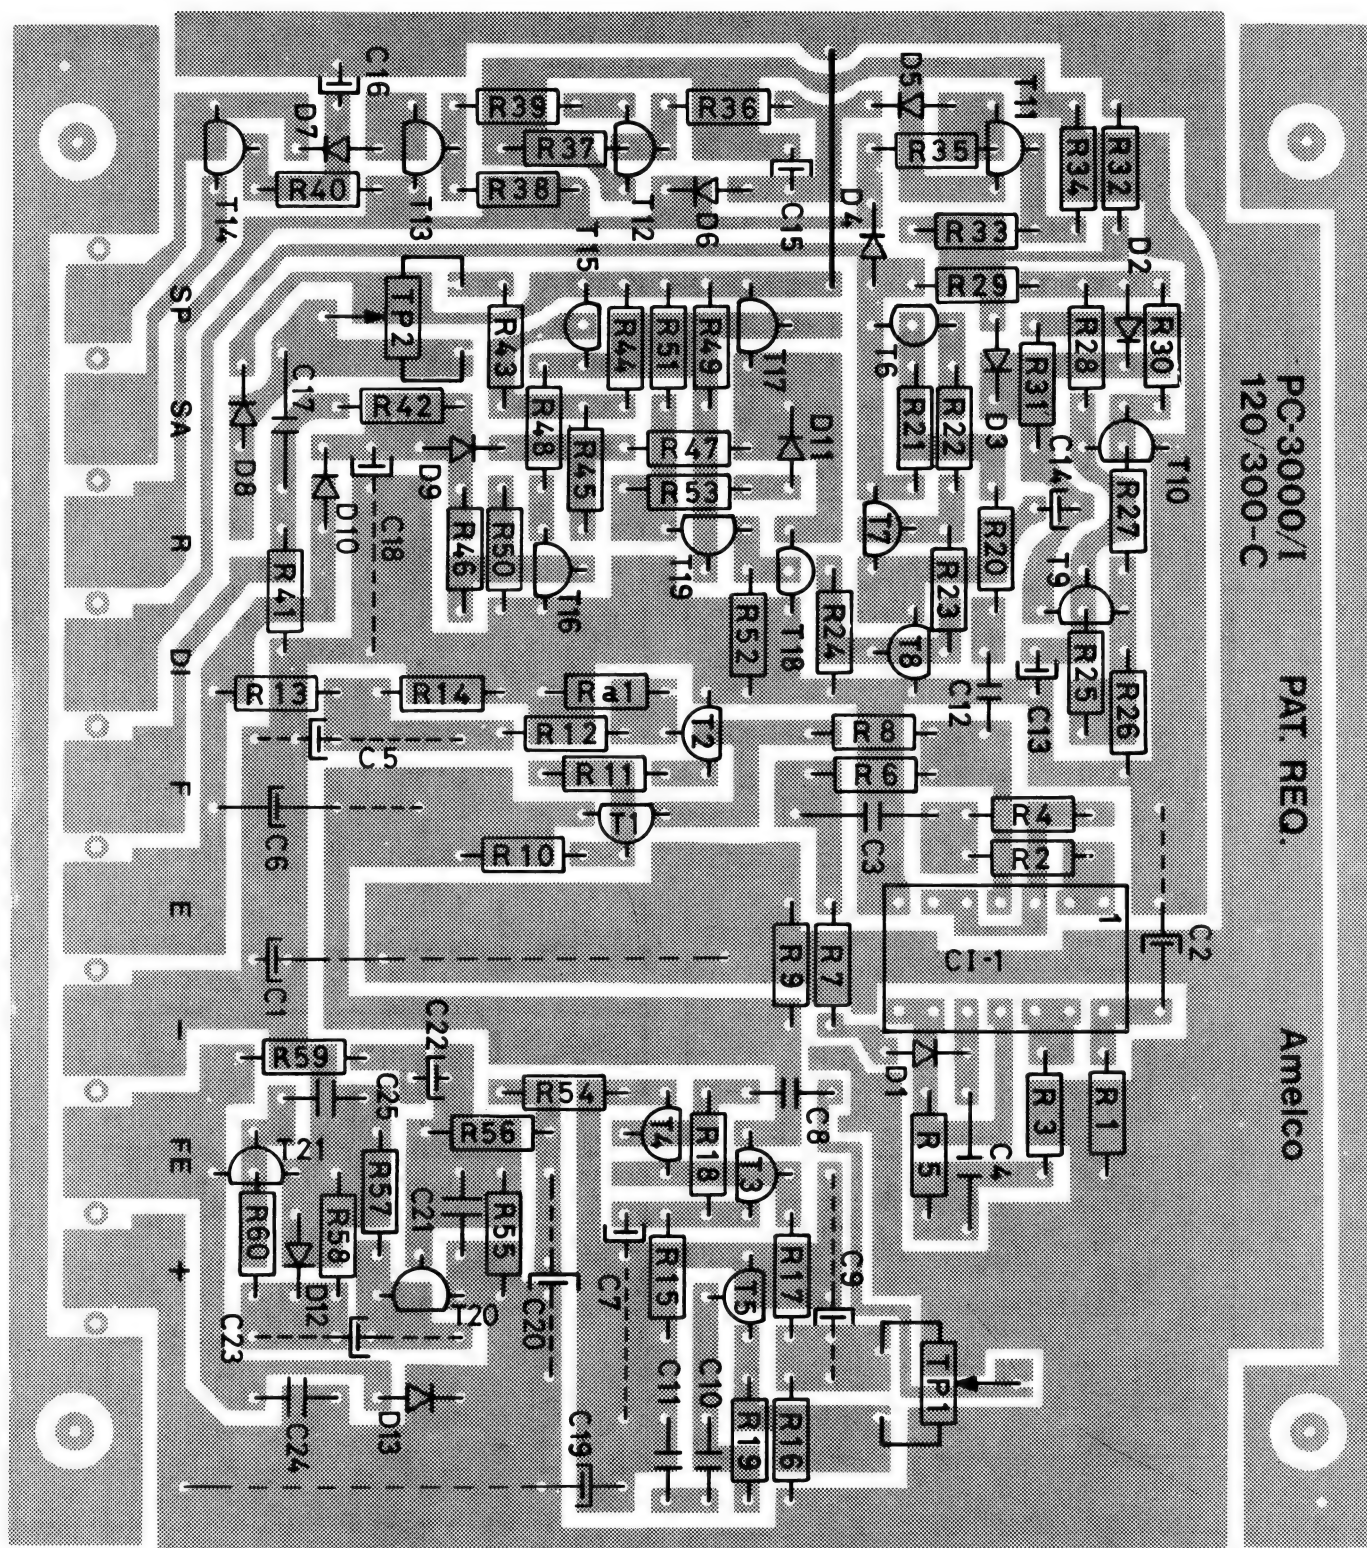 C16
R39
R36
D5
T11
D7
R37
R35
R34
R32
R40
R38
T14
T13
T12
D6
C15
D4
R33
D2
T15
R29
SP
TP2
R43
R44
R51
R49
T17
T6
R28
R30
PC-3000/I
120/300-C
C17
R42
R48
D11
R21
R22
D3
R31
SA
D8
D9
R45
R47
C14
T10
R53
R27
D10
C18
R46
R50
T7
R20
R
T19
T9
R41
T16
R52
T18
R24
R23
T8
DI
R13
R14
Ra1
R25
R26
PAT. REQ.
R12
T2
R8
C12
C13
C5
R11
R6
F
C6
T1
C3
R4
R10
R2
E
1
C1
R9
R7
CI-1
C2
-
C22
R59
D1
Amelco
C25
R54
C8
R3
R1
R56
T4
R18
R5
C4
FE
T21
R57
T3
R60
R58
C21
R55
R15
R17
C9
+
D12
T20
C20
C7
T5
C23
TP1
C24
D13
C19
C11
C10
R19
R16